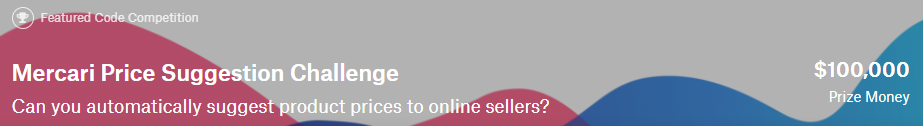 Featured Code Competition
Mercari Price Suggestion Challenge
$100,000
Can you automatically suggest product prices to online sellers?
Prize Money